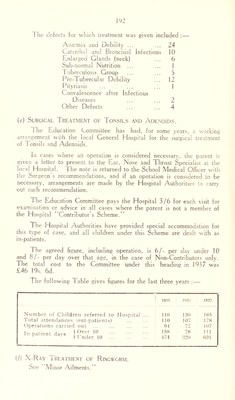 192
The defects for which treatment was given included :—
Anæmia and Debility ... ... 24
Catarrhal and Bronchial Infections 10
Enlarged Glands (neck) ... 6
Sub-normal Nutrition ... ... 1
Tuberculous Group ... ... 5
Pre-Tubercular Debility ... 12
Pityriasis ... ... ... 1
Convalescence after Infectious
Diseases ... ... ... 2
Other Defects ... ... ... 4
(e) SURGICAL TREATMENT OF TONSILS AND ADENOIDS.
The Education Committee has had, for some years, a working
arrangement with the local General Hospital for the surgical treatment
of Tonsils and Adenoids.
In cases where an operation is considered necessary, the parent is
given a letter to present to the Ear, Nose and Throat Specialist at the
local Hospital. The note is returned to the School Medical Officer with
the Surgeon's recommendations, and if an operation is considered to be
necessary, arrangements are made by the Hospital Authorities to carry
out such recommendation.
The Education Committee pays the Hospital 3/6 for each visit for
examination or advice in all cases where the parent is not a member of
the Hospital "Contributor's Scheme."
The Hospital Authorities have provided special accommodation for
this type of case, and all children under this Scheme are dealt with as
in-patients.
The agreed figure, including operation, is 6/- per day under 10
and 8/- per day over that age, in the case of Non-Contributors only.
The total cost to the Committee under this heading in 1937 was
£46 19s. 6d.
The following Table gives figures for the last three years :—
1935 1936 1937
Number of Children referred to Hospital ... 110 130 165
Total attendances (out-patients) 110 107 178
Operations carried out 94 72 107
In-patient days { Over 10 138 78 111
{ Under 10 474 329 691
(f) X-RAY TREATMENT OF RINGWORM.
See "Minor Ailments."